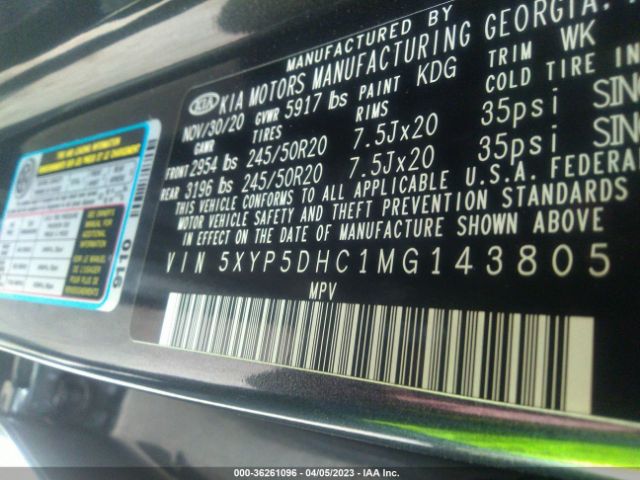 MANUFACTURED BY
KIA KIA MOTORS MANUFACTURING GEORGIA,
NOV/30/20 GVWR 5917 lbs PAINT KDG TRIM WK
GAWR TIRES RIMS COLD TIRE IN
FRONT 2954 lbs 245/50R20 7.5Jx20 35psi SIN
REAR 3196 lbs 245/50R20 7.5Jx20 35psi SIN
THIS VEHICLE CONFORMS TO ALL APPLICABLE U.S.A. FEDERAL
MOTOR VEHICLE SAFETY AND THEFT PREVENTION STANDARDS
IN EFFECT ON THE DATE OF MANUFACTURE SHOWN ABOVE
VIN 5XYP5DHC1MG143805
MPV
9110
000-36261096 - 04/05/2023 - IAA Inc.